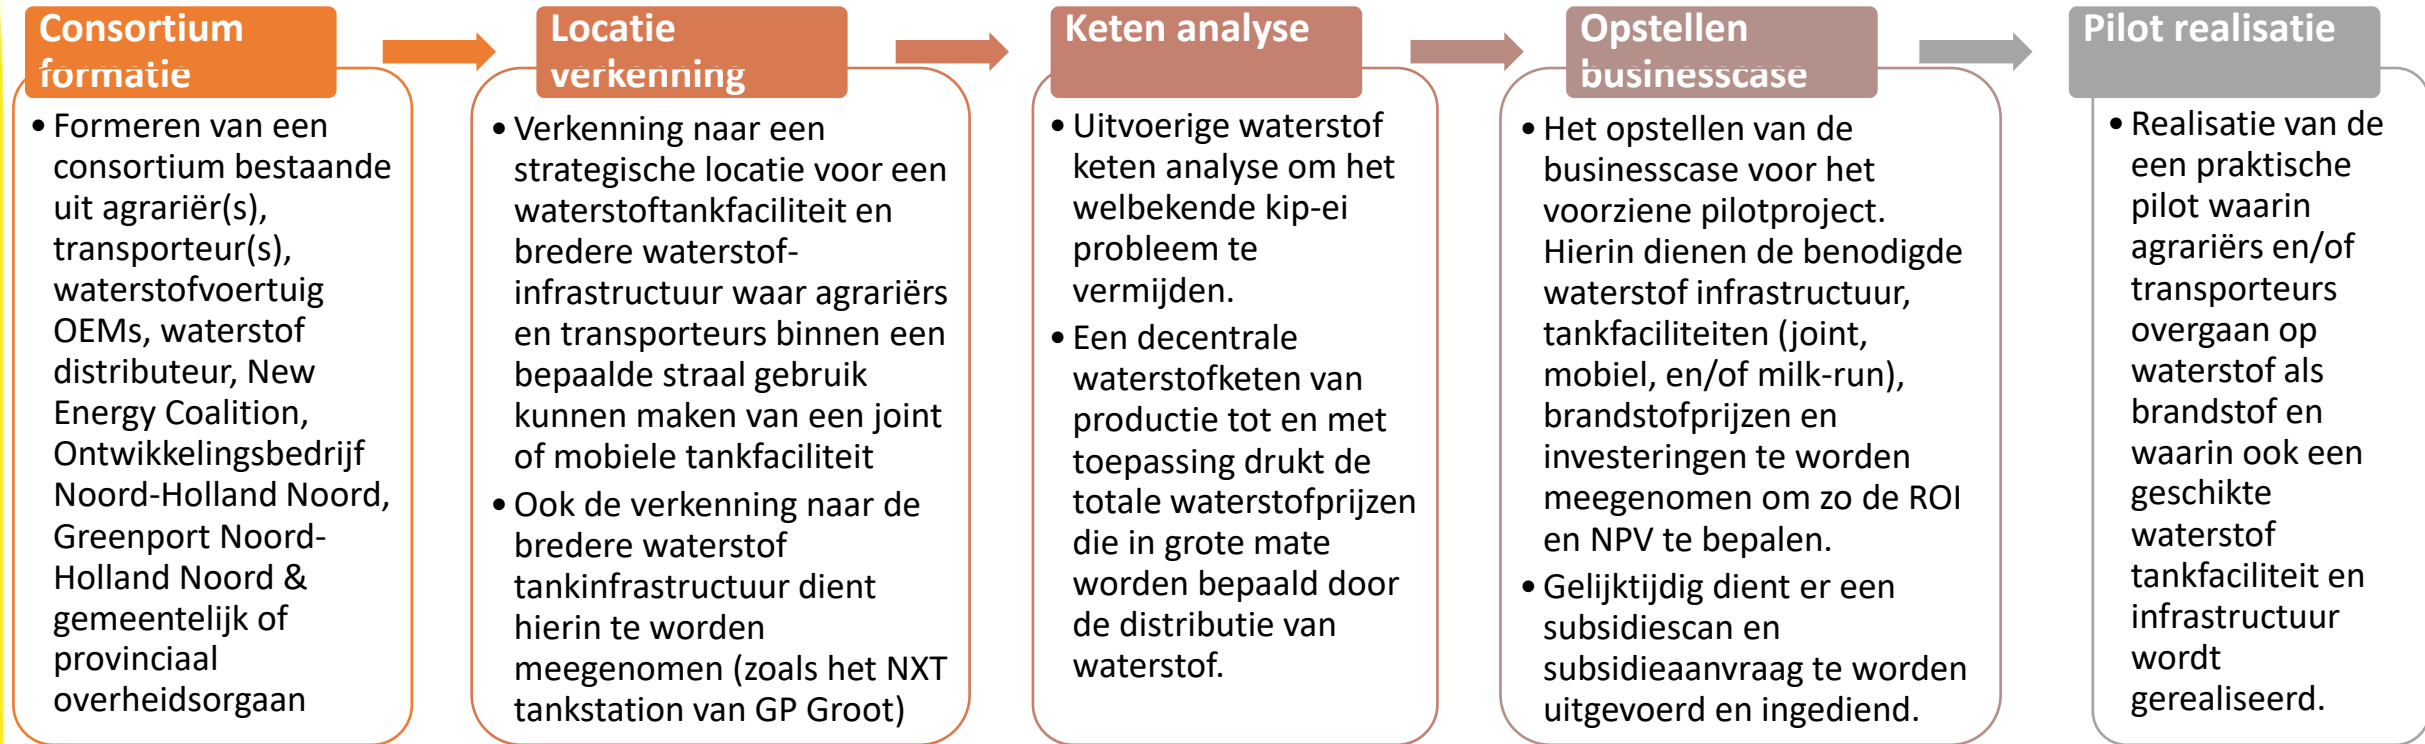 Consortium
formatie
• Formeren van een
consortium bestaande
uit agrariër(s),
transporteur(s),
waterstofvoertuig
OEMs, waterstof
distributeur, New
Energy Coalition,
Ontwikkelingsbedrijf
Noord-Holland Noord,
Greenport Noord-
Holland Noord &
gemeentelijk of
provinciaal
overheidsorgaan
Locatie
verkenning
• Verkenning naar een
strategische locatie voor een
waterstoftankfaciliteit en
bredere waterstof-
infrastructuur waar agrariërs
en transporteurs binnen een
bepaalde straal gebruik
kunnen maken van een joint
of mobiele tankfaciliteit
• Ook de verkenning naar de
bredere waterstof
tankinfrastructuur dient
hierin te worden
meegenomen (zoals het NXT
tankstation van GP Groot)
Keten analyse
• Uitvoerige waterstof
keten analyse om het
welbekende kip-ei
probleem te
vermijden.
• Een decentrale
waterstofketen van
productie tot en met
toepassing drukt de
totale waterstofprijzen
die in grote mate
worden bepaald door
de distributie van
waterstof.
Opstellen
businesscase
• Het opstellen van de
businesscase voor het
voorziene pilotproject.
Hierin dienen de benodigde
waterstof infrastructuur,
tankfaciliteiten (joint,
mobiel, en/of milk-run),
brandstofprijzen en
investeringen te worden
meegenomen om zo de ROI
en NPV te bepalen.
• Gelijktijdig dient er een
subsidiescan en
subsidieaanvraag te worden
uitgevoerd en ingediend.
Pilot realisatie
• Realisatie van de
een praktische
pilot waarin
agrariërs en/of
transporteurs
overgaan op
waterstof als
brandstof en
waarin ook een
geschikte
waterstof
tankfaciliteit en
infrastructuur
wordt
gerealiseerd.